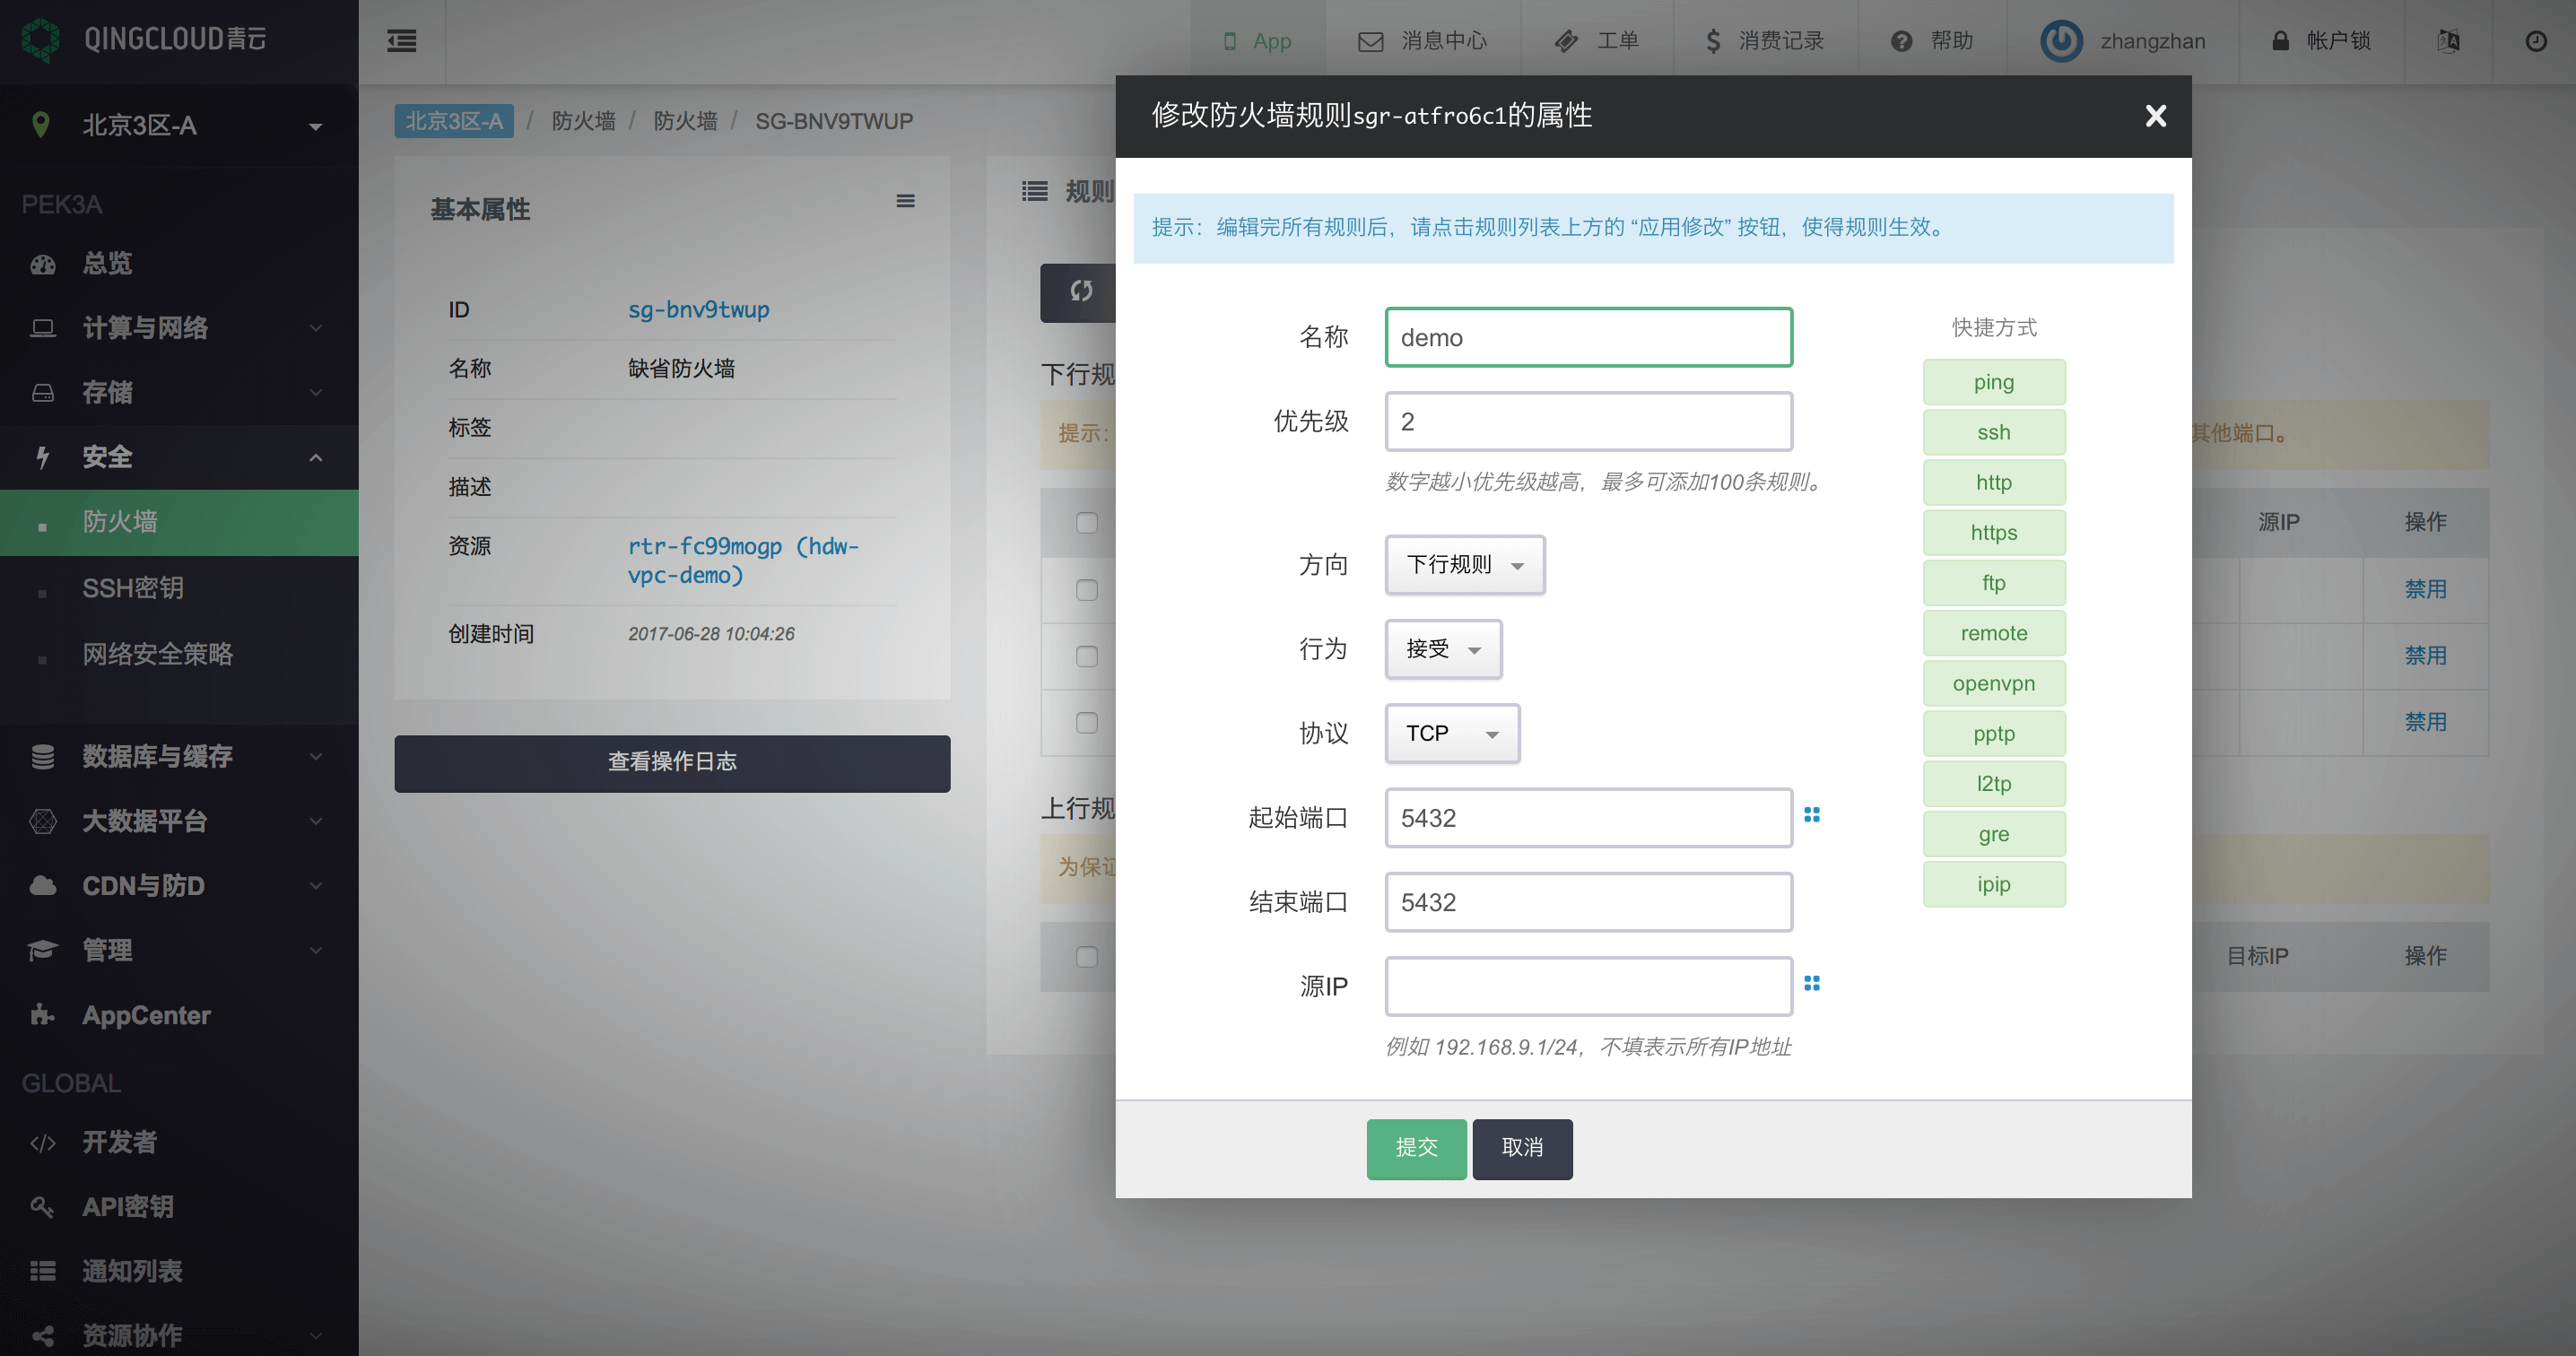 QINGCLOUD青云
App
消息中心
工单
消费记录
帮助
zhangzhan
帐户锁
北京3区-A
PEK3A
总览
计算与网络
存储
安全
防火墙
SSH密钥
网络安全策略
数据库与缓存
大数据平台
CDN与防D
管理
AppCenter
GLOBAL
开发者
API密钥
通知列表
资源协作
北京3区-A / 防火墙 / 防火墙 / SG-BNV9TWUP
基本属性
ID sg-bnv9twup
名称 缺省防火墙
标签
描述
资源 rtr-fc99mogp (hdw-
vpc-demo)
创建时间 2017-06-28 10:04:26
查看操作日志
规则
下行规
提示：
其他端口。
源IP 操作
禁用
禁用
禁用
上行规
为保证
目标IP 操作
修改防火墙规则sgr-atfro6c1的属性
提示：编辑完所有规则后，请点击规则列表上方的 “应用修改” 按钮，使得规则生效。
名称 demo
优先级 2
数字越小优先级越高，最多可添加100条规则。
方向 下行规则
行为 接受
协议 TCP
起始端口 5432
结束端口 5432
源IP
例如 192.168.9.1/24，不填表示所有IP地址
快捷方式
ping
ssh
http
https
ftp
remote
openvpn
pptp
l2tp
gre
ipip
提交 取消